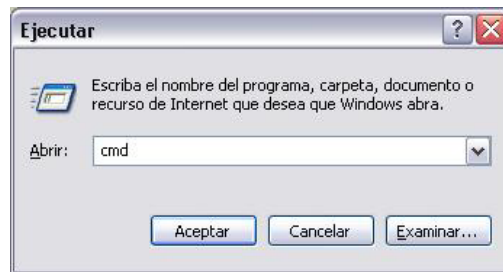 Ejecutar
Escriba el nombre del programa, carpeta, documento o
recurso de Internet que desea que Windows abra.
Abrir: cmd
Aceptar Cancelar Examinar...